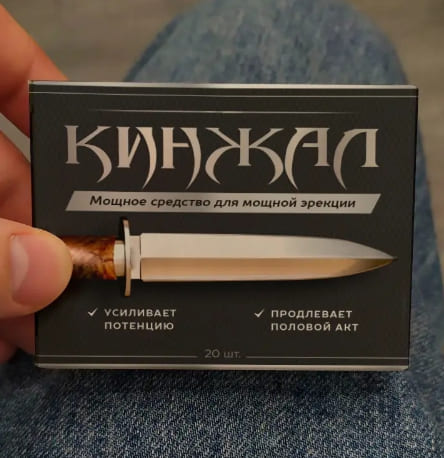 КИНЖАЛ
Мощное средство для мощной эрекции
✓ УСИЛИВАЕТ
ПОТЕНЦИЮ
✓ ПРОДЛЕВАЕТ
ПОЛОВОЙ АКТ
20 шт.